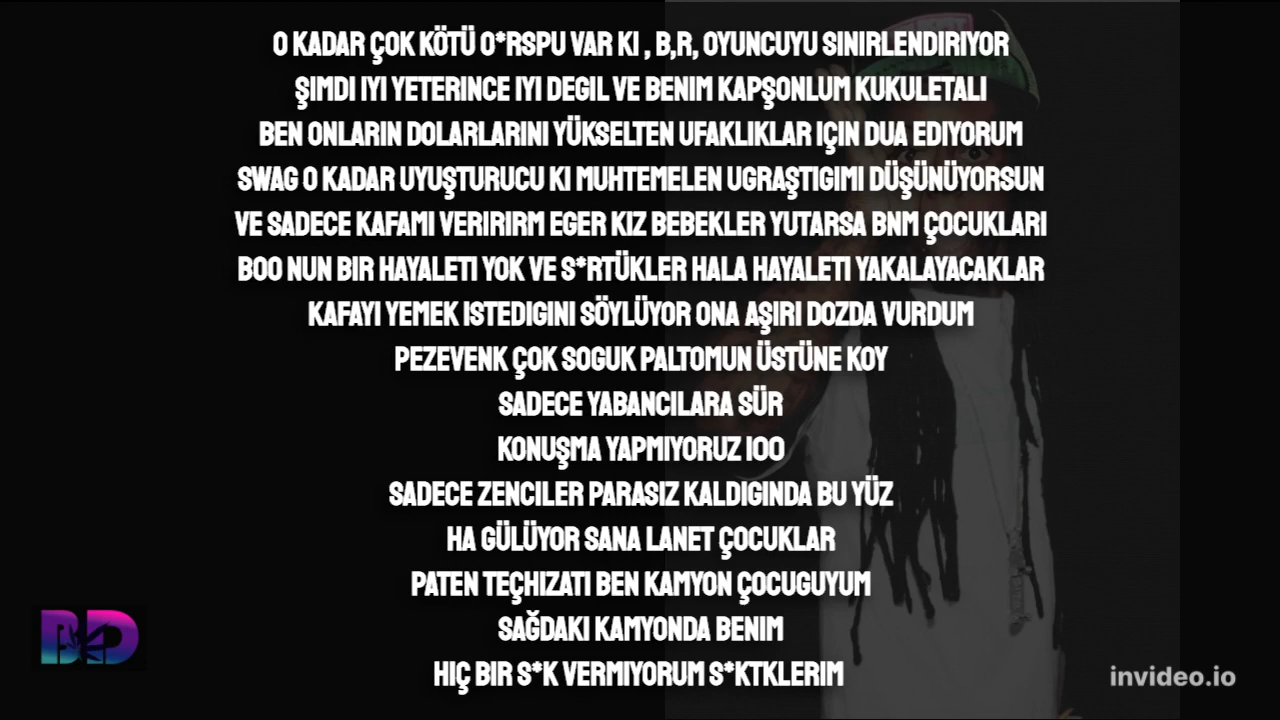 O KADAR ÇOK KÖTÜ O*RSPU VAR KI , B,R, OYUNCUYU SINIRLENDIRIYOR
ŞIMDI IYI YETERINCE IYI DEGIL VE BENIM KAPŞONLUM KUKULETALI
BEN ONLARIN DOLARLARINI YÜKSELTEN UFAKLIKLAR IÇIN DUA EDIYORUM
SWAG O KADAR UYUŞTURUCU KI MUHTEMELEN UGRAŞTIGIMI DÜŞÜNÜYORSUN
VE SADECE KAFAMI VERIRIRM EGER KIZ BEBEKLER YUTARSA BNM ÇOCUKLARI
BOO NUN BIR HAYALETI YOK VE S*RTÜKLER HALA HAYALETI YAKALAYACAKLAR
KAFAYI YEMEK ISTEDIGINI SÖYLÜYOR ONA AŞIRI DOZDA VURDUM
PEZEVENK ÇOK SOGUK PALTOMUN ÜSTÜNE KOY
SADECE YABANCILARA SÜR
KONUŞMA YAPMIYORUZ 100
SADECE ZENCILER PARASIZ KALDIGINDA BU YÜZ
HA GÜLÜYOR SANA LANET ÇOCUKLAR
PATEN TEÇHIZATI BEN KAMYON ÇOCUGUYUM
SAĞDAKI KAMYONDA BENIM
HIÇ BIR S*K VERMIYORUM S*KTKLERIM
BD
invideo.io